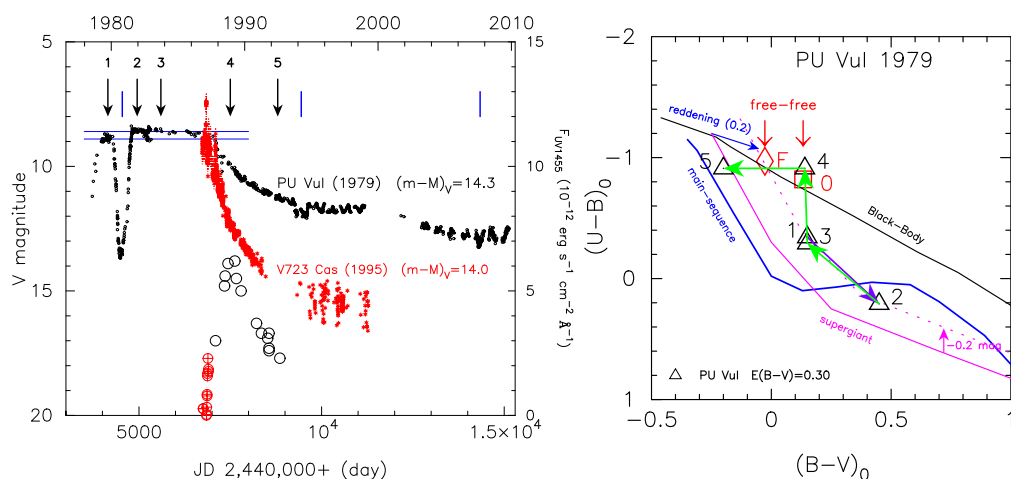 1980
1990
2000
2010
5
10
15
20
V magnitude
1
2
3
4
5
PU Vul (1979) (m−M)V=14.3
V723 Cas (1995) (m−M)V=14.0
15
10
5
0
FUV1455 (10−12 erg s−1 cm−2 Å−1)
5000
10⁴
1.5×10⁴
JD 2,440,000+ (day)
PU Vul 1979
free−free
reddening (0.2)
F
0
5
4
1
3
2
main−sequence
Black−Body
supergiant
−0.2 mag
PU Vul E(B−V)=0.30
−2
−1
0
1
(U−B)0
−0.5
0
0.5
1
(B−V)0